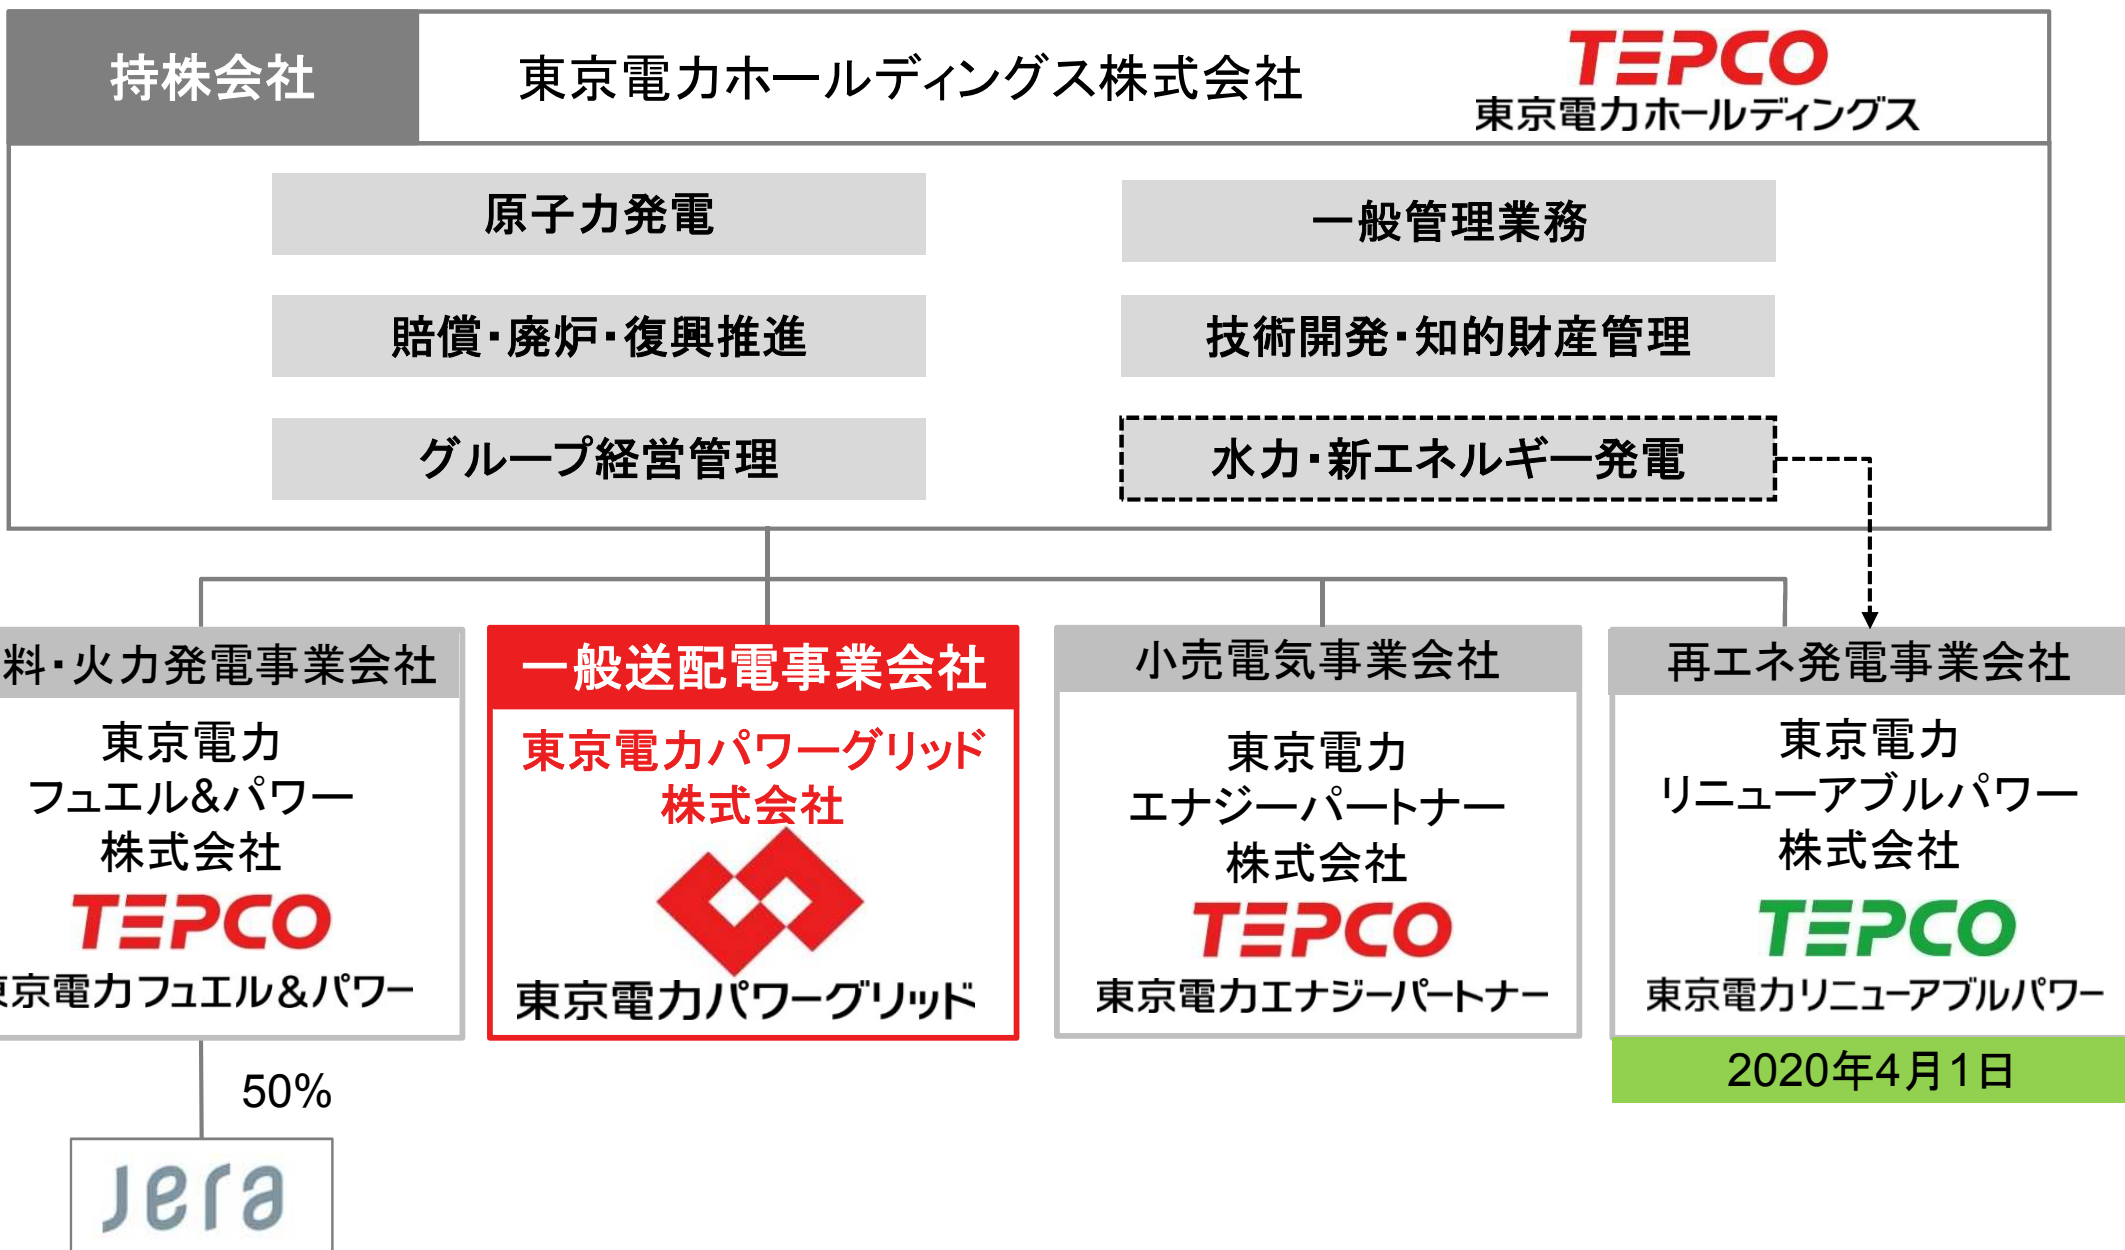 持株会社
東京電力ホールディングス株式会社
TEPCO
東京電力ホールディングス
原子力発電
一般管理業務
賠償・廃炉・復興推進
技術開発・知的財産管理
グループ経営管理
水力・新エネルギー発電
料・火力発電事業会社
東京電力
フュエル&パワー
株式会社
TEPCO
東京電力フュエル&パワー
50%
Jera
一般送配電事業会社
東京電力パワーグリッド
株式会社
東京電力パワーグリッド
小売電気事業会社
東京電力
エナジーパートナー
株式会社
TEPCO
東京電力エナジーパートナー
再エネ発電事業会社
東京電力
リニューアブルパワー
株式会社
TEPCO
東京電力リニューアブルパワー
2020年4月1日